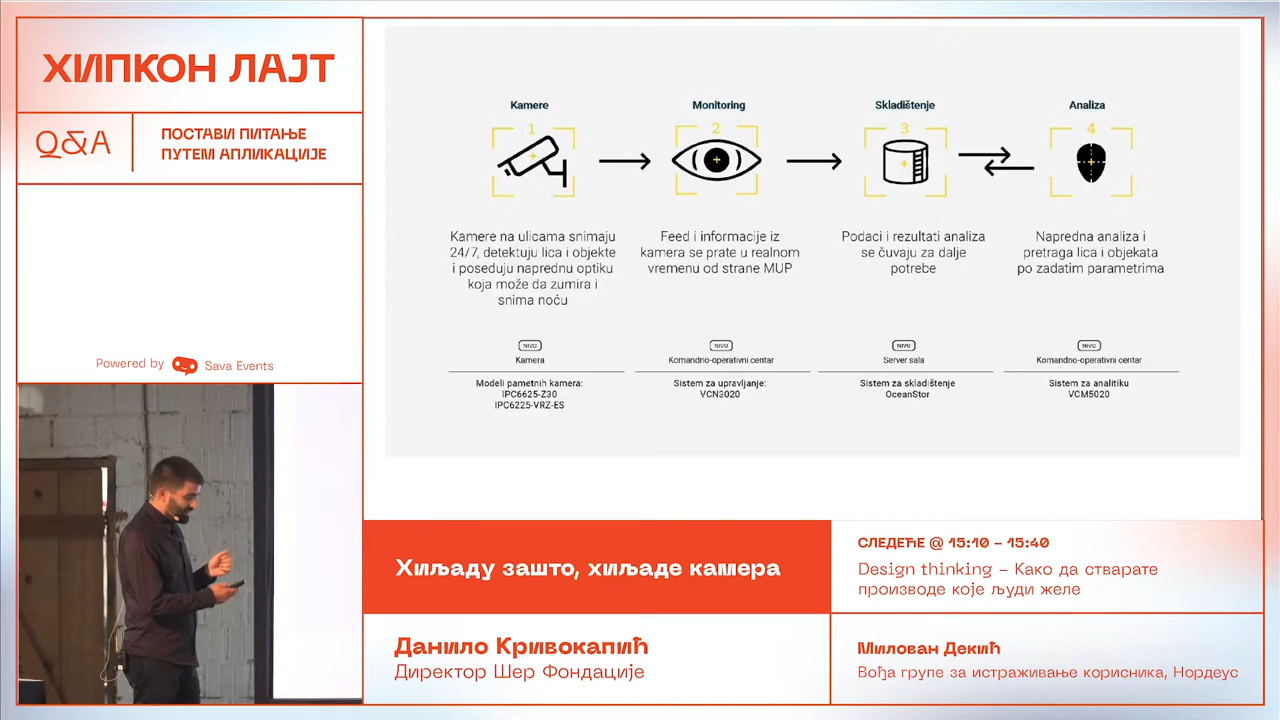 ХИПКОН ЛАЈТ
Q&A
ПОСТАВИ ПИТАЊЕ
ПУТЕМ АПЛИКАЦИЈЕ
Powered by Sava Events
Kamere
1
Kamere na ulicama snimaju
24/7, detektuju lica i objekte
i poseduju naprednu optiku
koja može da zumira i
snima noću
NIVO
Kamera
Modeli pametnih kamera:
IPC6625-Z30
IPC6225-VRZ-ES
Monitoring
2
Feed i informacije iz
kamera se prate u realnom
vremenu od strane MUP
NIVO
Komandno-operativni centar
Sistem za upravljanje:
VCN3020
Skladištenje
3
Podaci i rezultati analiza
se čuvaju za dalje
potrebe
NIVO
Server sala
Sistem za skladištenje
OceanStor
Analiza
4
Napredna analiza i
pretraga lica i objekata
po zadatim parametrima
NIVO
Komandno-operativni centar
Sistem za analitiku
VCM5020
Хиљаду зашто, хиљаде камера
Данило Кривокапић
Директор Шер Фондације
СЛЕДЕЋЕ @ 15:10 – 15:40
Design thinking – Како да стварате
производе које људи желе
Милован Декић
Вођа групе за истраживање корисника, Нордеус